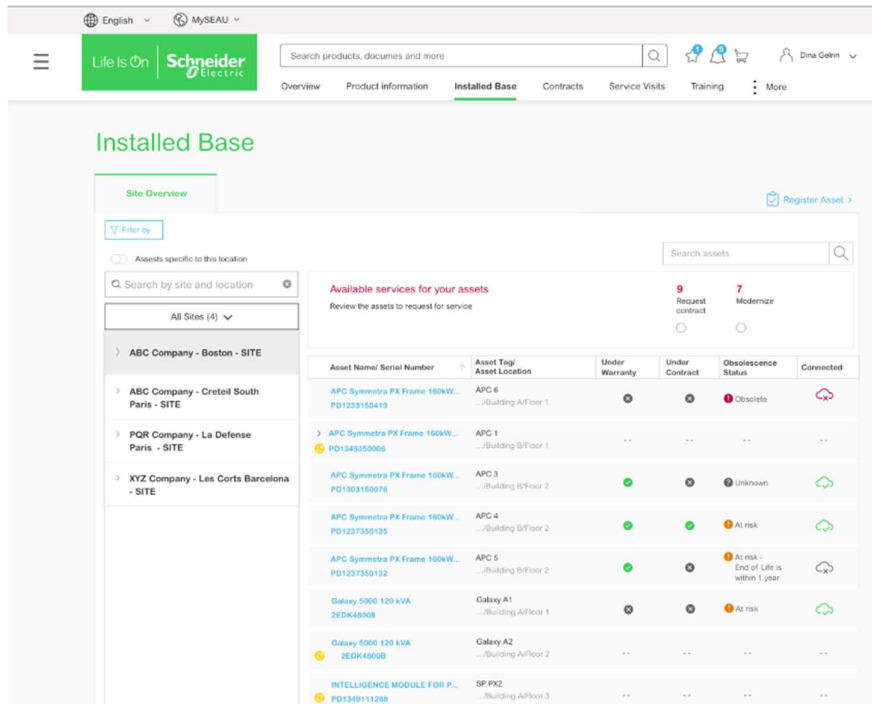 English
MySEAU
Life Is On
Schneider
Electric
Search products, documes and more
1
0
Dina Gelnn
Overview
Product information
Installed Base
Contracts
Service Visits
Training
More
Installed Base
Site Overview
Register Asset >
Filter by
Assests specific to this location
Search assets
Search by site and location
All Sites (4)
ABC Company - Boston - SITE
ABC Company - Creteil South
Paris - SITE
PQR Company - La Defense
Paris - SITE
XYZ Company - Les Corts Barcelona
- SITE
Available services for your assets
Review the assets to request for service
9
Request
contract
7
Modernize
Asset Name/ Serial Number
Asset Tag/
Asset Location
Under
Warranty
Under
Contract
Obsolescence
Status
Connected
APC Symmetra PX Frame 160kW...
PD1233150419
APC 6
.../Building A/Floor 1
Obsolete
APC Symmetra PX Frame 160kW...
PD1349350006
APC 1
.../Building B/Floor 1
-- -- -- --
APC Symmetra PX Frame 160kW...
PD1303150076
APC 3
.../Building B/Floor 2
Unknown
APC Symmetra PX Frame 160kW...
PD1237350135
APC 4
.../Building B/Floor 2
At risk
APC Symmetra PX Frame 160kW...
PD1237350132
APC 5
.../Building B/Floor 2
At risk -
End of Life is
within 1 year
Galaxy 5000 120 kVA
2EDK48008
Galaxy A1
.../Building A/Floor 1
At risk
Galaxy 5000 120 kVA
2EDK4800B
Galaxy A2
.../Building A/Floor 2
-- -- -- --
INTELLIGENCE MODULE FOR P...
PD1349111289
SP PX2
.../Building A/Floor 3
-- -- -- --